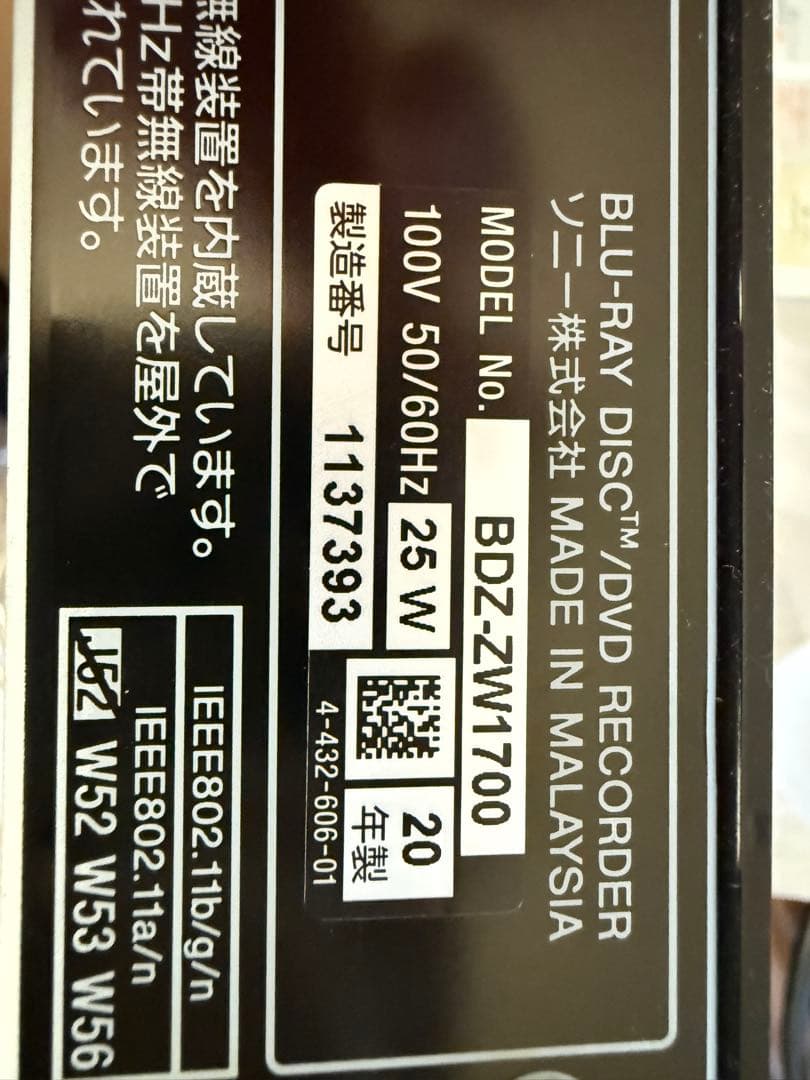 BLU-RAY DISC™/DVD RECORDER
ソニー株式会社 MADE IN MALAYSIA
MODEL No. BDZ-ZW1700
100V 50/60Hz 25 W
20年製
製造番号 1137393
4-432-606-01
無線装置を内蔵しています。
Hz帯無線装置を屋外で
れています。
IEEE802.11b/g/n
IEEE802.11a/n
J52 W52 W53 W56